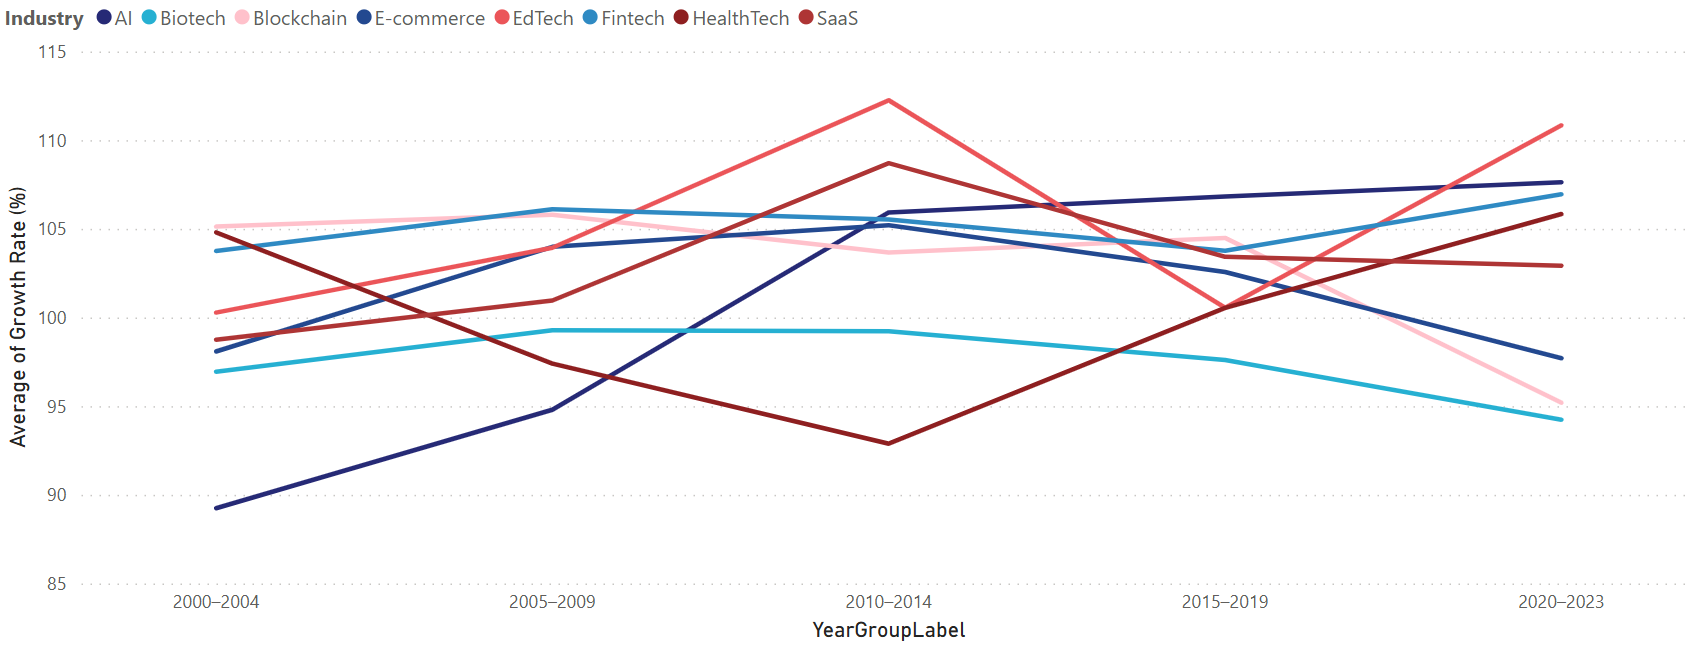 Industry AI Biotech Blockchain E-commerce EdTech Fintech HealthTech SaaS
115
110
105
100
95
90
85
Average of Growth Rate (%)
2000–2004 2005–2009 2010–2014 2015–2019 2020–2023
YearGroupLabel